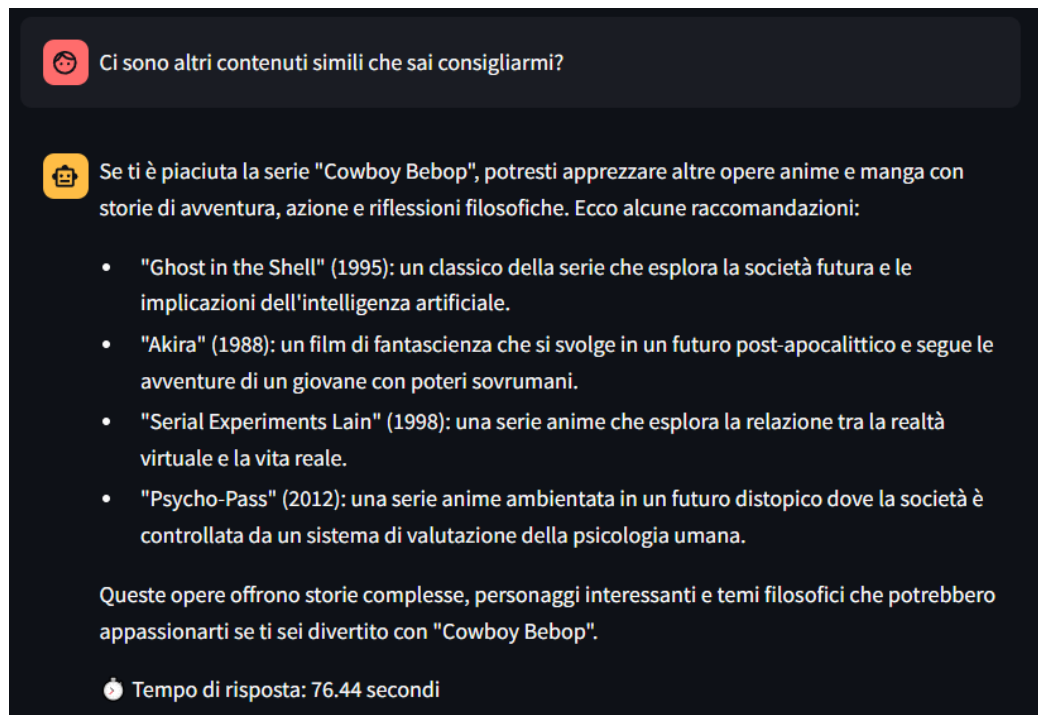 Ci sono altri contenuti simili che sai consigliarmi?
Se ti è piaciuta la serie "Cowboy Bebop", potresti apprezzare altre opere anime e manga con
storie di avventura, azione e riflessioni filosofiche. Ecco alcune raccomandazioni:
• "Ghost in the Shell" (1995): un classico della serie che esplora la società futura e le
implicazioni dell'intelligenza artificiale.
• "Akira" (1988): un film di fantascienza che si svolge in un futuro post-apocalittico e segue le
avventure di un giovane con poteri sovrumani.
• "Serial Experiments Lain" (1998): una serie anime che esplora la relazione tra la realtà
virtuale e la vita reale.
• "Psycho-Pass" (2012): una serie anime ambientata in un futuro distopico dove la società è
controllata da un sistema di valutazione della psicologia umana.
Queste opere offrono storie complesse, personaggi interessanti e temi filosofici che potrebbero
appassionarti se ti sei divertito con "Cowboy Bebop".
⏱ Tempo di risposta: 76.44 secondi